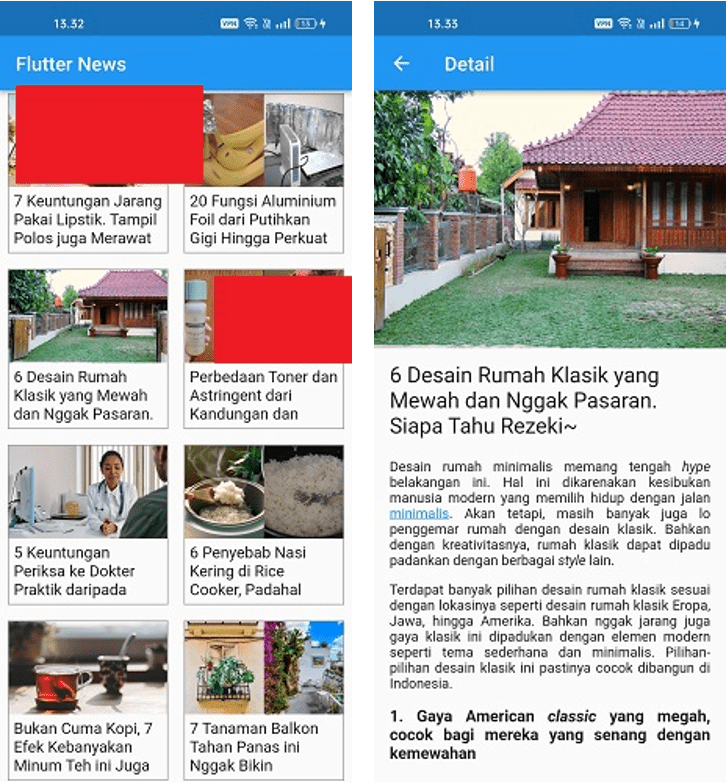 13.32
VPN
53
Flutter News
7 Keuntungan Jarang
Pakai Lipstik. Tampil
Polos juga Merawat
20 Fungsi Aluminium
Foil dari Putihkan
Gigi Hingga Perkuat
6 Desain Rumah
Klasik yang Mewah
dan Nggak Pasaran.
Perbedaan Toner dan
Astringent dari
Kandungan dan
5 Keuntungan
Periksa ke Dokter
Praktik daripada
6 Penyebab Nasi
Kering di Rice
Cooker, Padahal
Bukan Cuma Kopi, 7
Efek Kebanyakan
Minum Teh ini Juga
7 Tanaman Balkon
Tahan Panas ini
Nggak Bikin
13.33
VPN
54
Detail
6 Desain Rumah Klasik yang
Mewah dan Nggak Pasaran.
Siapa Tahu Rezeki~
Desain rumah minimalis memang tengah hype
belakangan ini. Hal ini dikarenakan kesibukan
manusia modern yang memilih hidup dengan jalan
minimalis. Akan tetapi, masih banyak juga lo
penggemar rumah dengan desain klasik. Bahkan
dengan kreativitasnya, rumah klasik dapat dipadu
padankan dengan berbagai style lain.
Terdapat banyak pilihan desain rumah klasik sesuai
dengan lokasinya seperti desain rumah klasik Eropa,
Jawa, hingga Amerika. Bahkan nggak jarang juga
gaya klasik ini dipadukan dengan elemen modern
seperti tema sederhana dan minimalis. Pilihan-
pilihan desain klasik ini pastinya cocok dibangun di
Indonesia.
1. Gaya American classic yang megah,
cocok bagi mereka yang senang dengan
kemewahan